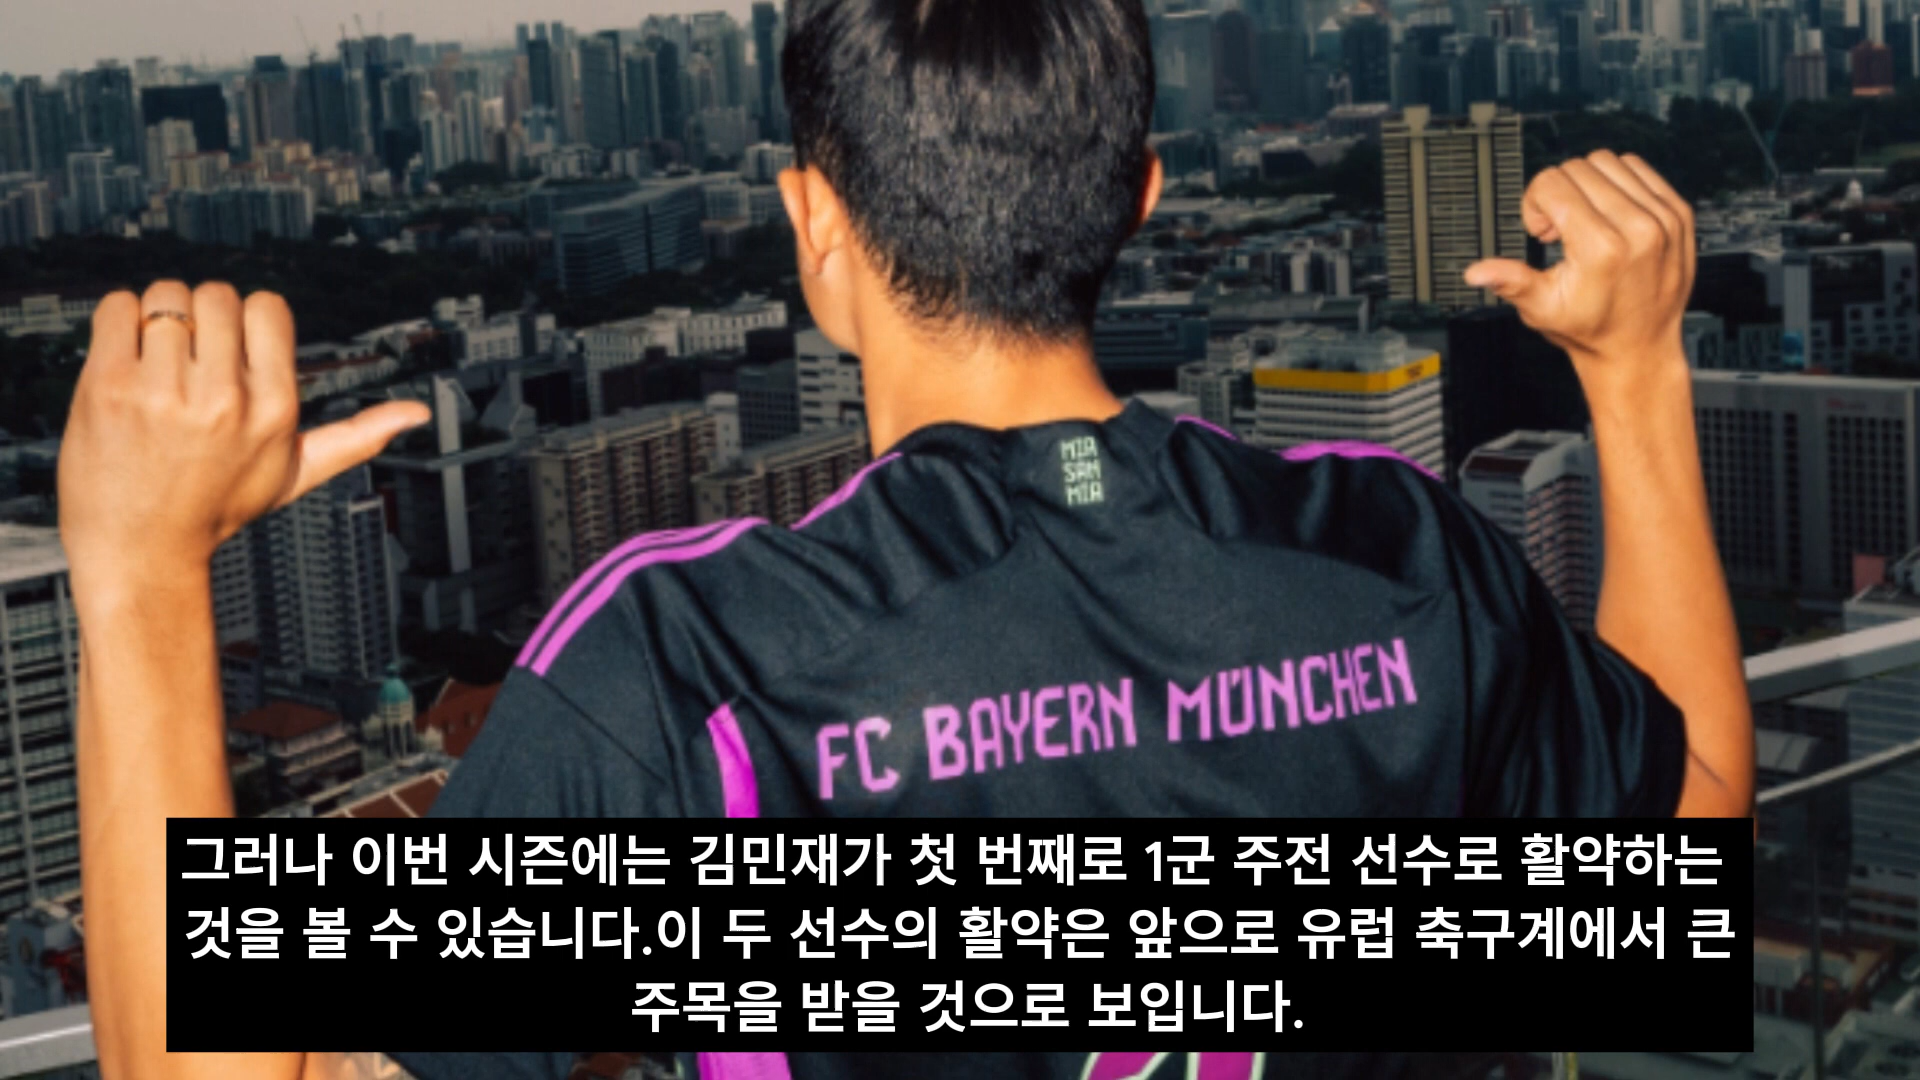 MIA
SAN
MIA
FC BAYERN MÜNCHEN
그러나 이번 시즌에는 김민재가 첫 번째로 1군 주전 선수로 활약하는
것을 볼 수 있습니다.이 두 선수의 활약은 앞으로 유럽 축구계에서 큰
주목을 받을 것으로 보입니다.